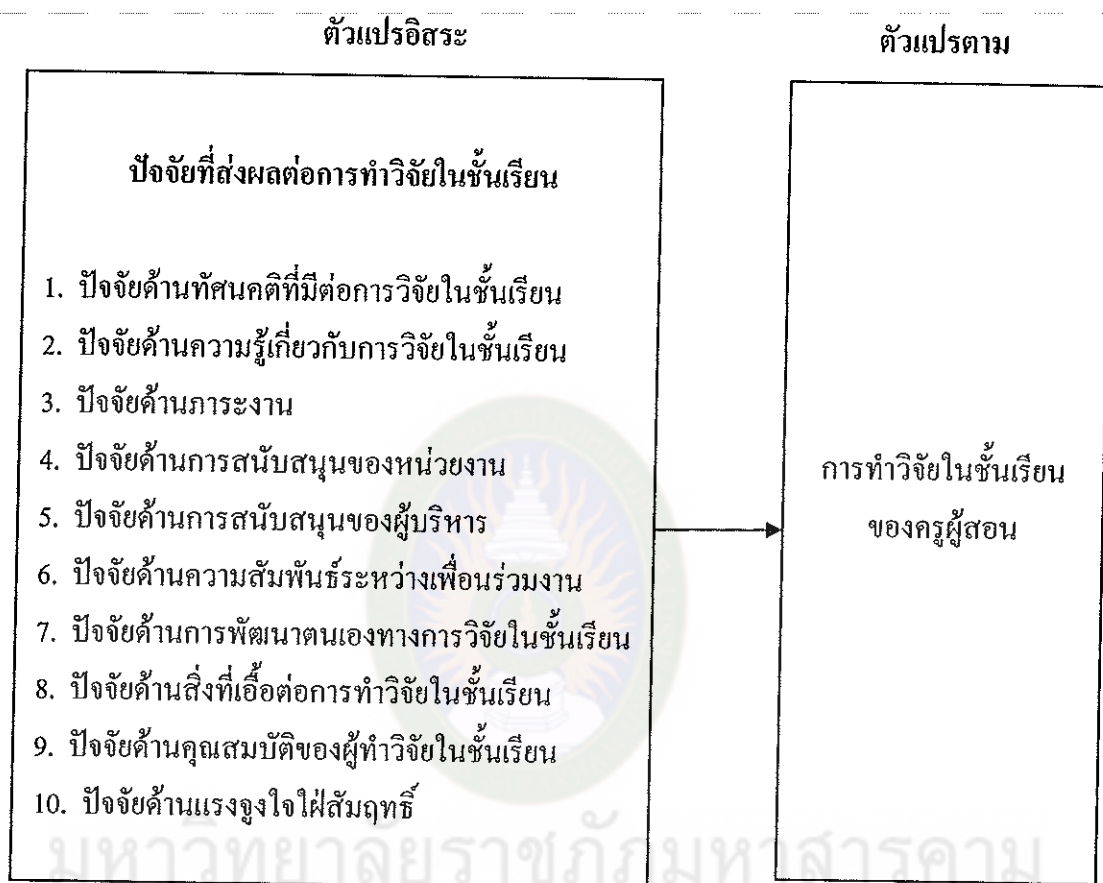 ตัวแปรอิสระ
ตัวแปรตาม
ปัจจัยที่ส่งผลต่อการทำวิจัยในชั้นเรียน
1. ปัจจัยด้านทัศนคติที่มีต่อการวิจัยในชั้นเรียน
2. ปัจจัยด้านความรู้เกี่ยวกับการวิจัยในชั้นเรียน
3. ปัจจัยด้านภาระงาน
4. ปัจจัยด้านการสนับสนุนของหน่วยงาน
5. ปัจจัยด้านการสนับสนุนของผู้บริหาร
6. ปัจจัยด้านความสัมพันธ์ระหว่างเพื่อนร่วมงาน
7. ปัจจัยด้านการพัฒนาตนเองทางการวิจัยในชั้นเรียน
8. ปัจจัยด้านสิ่งที่เอื้อต่อการทำวิจัยในชั้นเรียน
9. ปัจจัยด้านคุณสมบัติของผู้ทำวิจัยในชั้นเรียน
10. ปัจจัยด้านแรงจูงใจใฝ่สัมฤทธิ์
การทำวิจัยในชั้นเรียน
ของครูผู้สอน
มหาวิทยาลัยราชภัฏมหาสารคาม